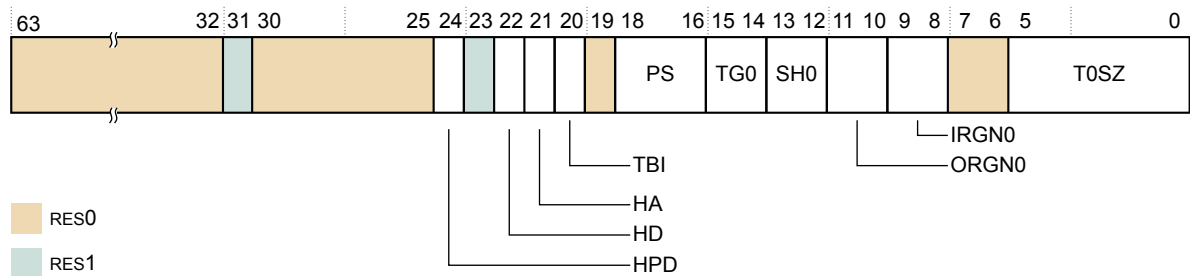 63 32 31 30 25 24 23 22 21 20 19 18 16 15 14 13 12 11 10 9 8 7 6 5 0
PS TG0 SH0 T0SZ
IRGN0
TBI ORGN0
HA
RES0
HD
RES1 HPD